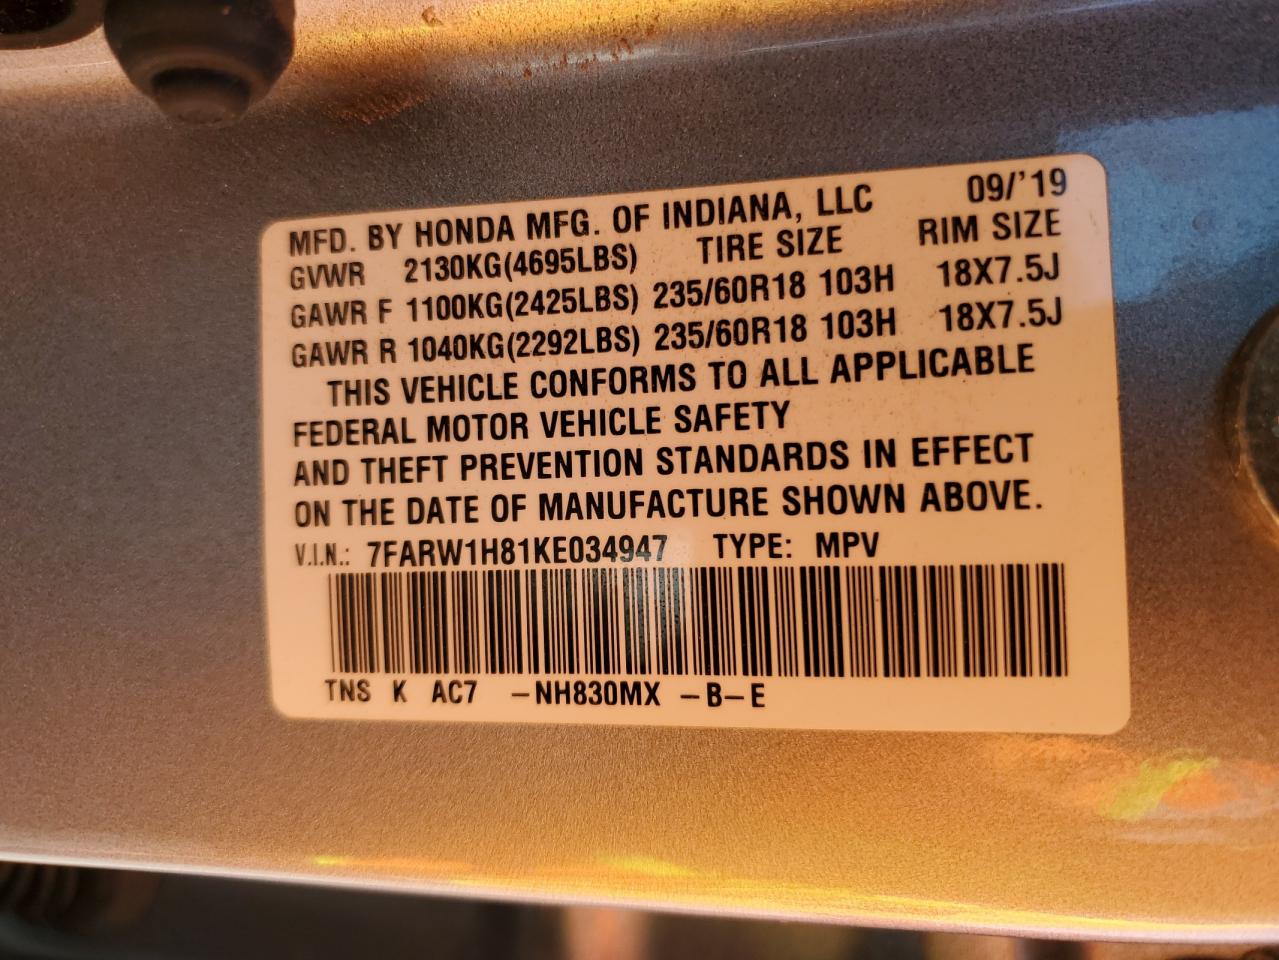 MFD. BY HONDA MFG. OF INDIANA, LLC 09/'19
GVWR 2130KG(4695LBS) TIRE SIZE RIM SIZE
GAWR F 1100KG(2425LBS) 235/60R18 103H 18X7.5J
GAWR R 1040KG(2292LBS) 235/60R18 103H 18X7.5J
THIS VEHICLE CONFORMS TO ALL APPLICABLE
FEDERAL MOTOR VEHICLE SAFETY
AND THEFT PREVENTION STANDARDS IN EFFECT
ON THE DATE OF MANUFACTURE SHOWN ABOVE.
V.I.N.: 7FARW1H81KE034947 TYPE: MPV
TNS K AC7 -NH830MX -B-E